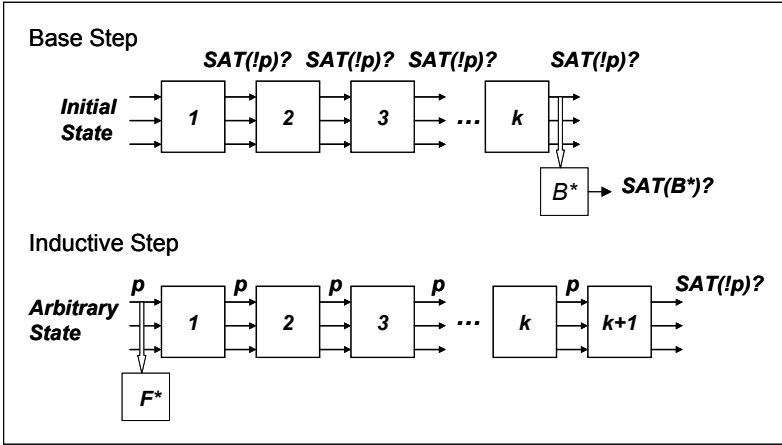 Base Step
SAT(!p)? SAT(!p)? SAT(!p)? SAT(!p)?
Initial State
1 2 3 ... k
B* SAT(B*)?
Inductive Step
p p p p p SAT(!p)?
Arbitrary State
1 2 3 ... k k+1
F*